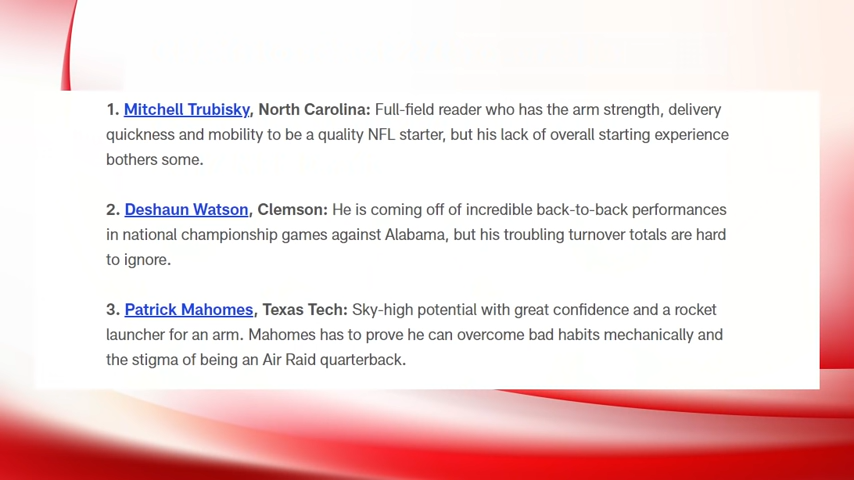 1. Mitchell Trubisky, North Carolina: Full-field reader who has the arm strength, delivery
quickness and mobility to be a quality NFL starter, but his lack of overall starting experience
bothers some.
2. Deshaun Watson, Clemson: He is coming off of incredible back-to-back performances
in national championship games against Alabama, but his troubling turnover totals are hard
to ignore.
3. Patrick Mahomes, Texas Tech: Sky-high potential with great confidence and a rocket
launcher for an arm. Mahomes has to prove he can overcome bad habits mechanically and
the stigma of being an Air Raid quarterback.